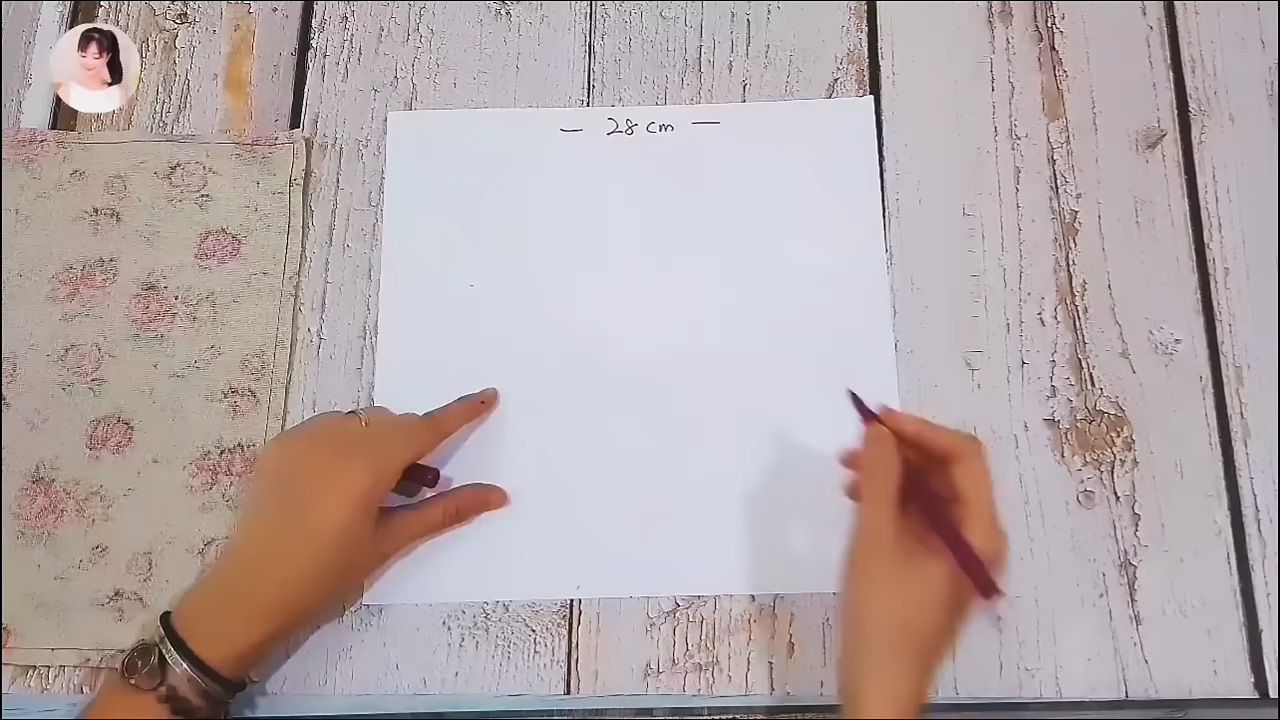 — 28 cm —